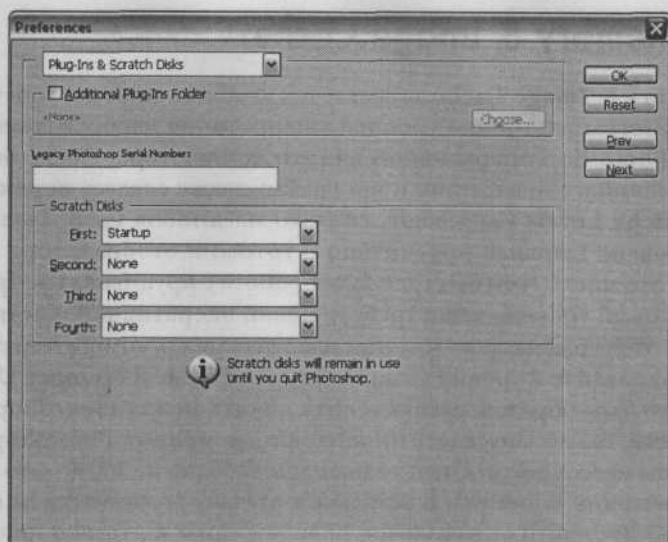 Preferences
Plug-Ins & Scratch Disks
Additional Plug-Ins Folder
<None>
Choose...
Legacy Photoshop Serial Number:
Scratch Disks
First: Startup
Second: None
Third: None
Fourth: None
Scratch disks will remain in use
until you quit Photoshop.
OK
Reset
Prev
Next